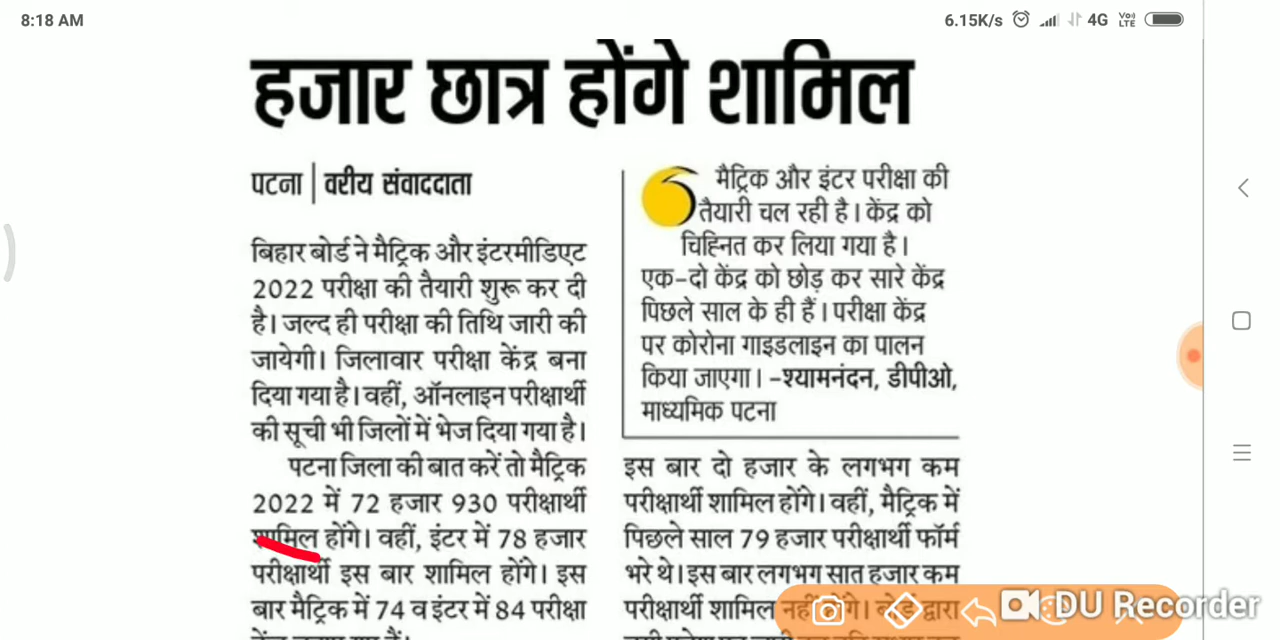 8:18 AM
6.15K/s 4G VoLTE
हजार छात्र होंगे शामिल
पटना | वरीय संवाददाता
बिहार बोर्ड ने मैट्रिक और इंटरमीडिएट
2022 परीक्षा की तैयारी शुरू कर दी
है। जल्द ही परीक्षा की तिथि जारी की
जायेगी। जिलावार परीक्षा केंद्र बना
दिया गया है। वहीं, ऑनलाइन परीक्षार्थी
की सूची भी जिलों में भेज दिया गया है।
पटना जिला की बात करें तो मैट्रिक
2022 में 72 हजार 930 परीक्षार्थी
शामिल होंगे। वहीं, इंटर में 78 हजार
परीक्षार्थी इस बार शामिल होंगे। इस
बार मैट्रिक में 74 व इंटर में 84 परीक्षा
मैट्रिक और इंटर परीक्षा की
तैयारी चल रही है। केंद्र को
चिह्नित कर लिया गया है।
एक-दो केंद्र को छोड़ कर सारे केंद्र
पिछले साल के ही हैं। परीक्षा केंद्र
पर कोरोना गाइडलाइन का पालन
किया जाएगा। -श्यामनंदन, डीपीओ,
माध्यमिक पटना
इस बार दो हजार के लगभग कम
परीक्षार्थी शामिल होंगे। वहीं, मैट्रिक में
पिछले साल 79 हजार परीक्षार्थी फॉर्म
भरे थे। इस बार लगभग सात हजार कम
परीक्षार्थी शामिल नहीं होंगे। बोर्ड द्वारा
DU Recorder